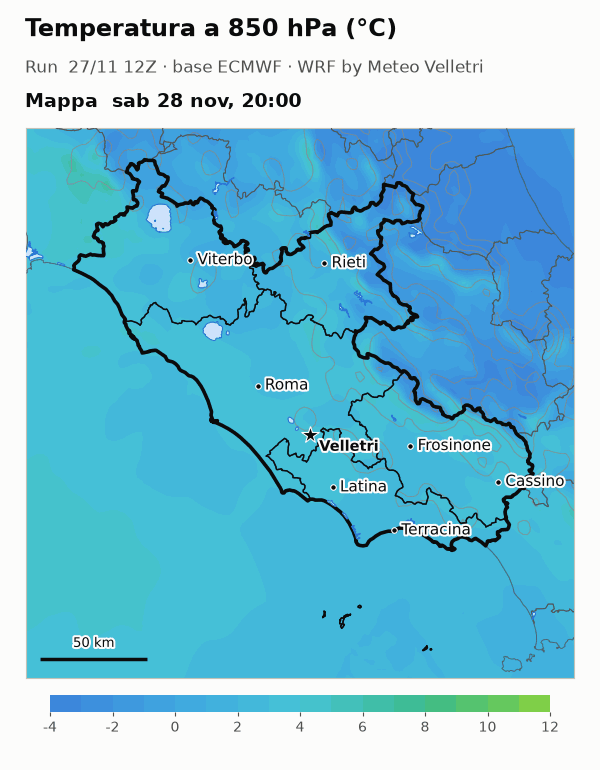 Temperatura a 850 hPa (°C)
Run  27/11 12Z · base ECMWF · WRF by Meteo Velletri
Mappa  sab 28 nov, 20:00
Viterbo
Rieti
Roma
Velletri
Frosinone
Latina
Cassino
Terracina
50 km
-4 -2 0 2 4 6 8 10 12